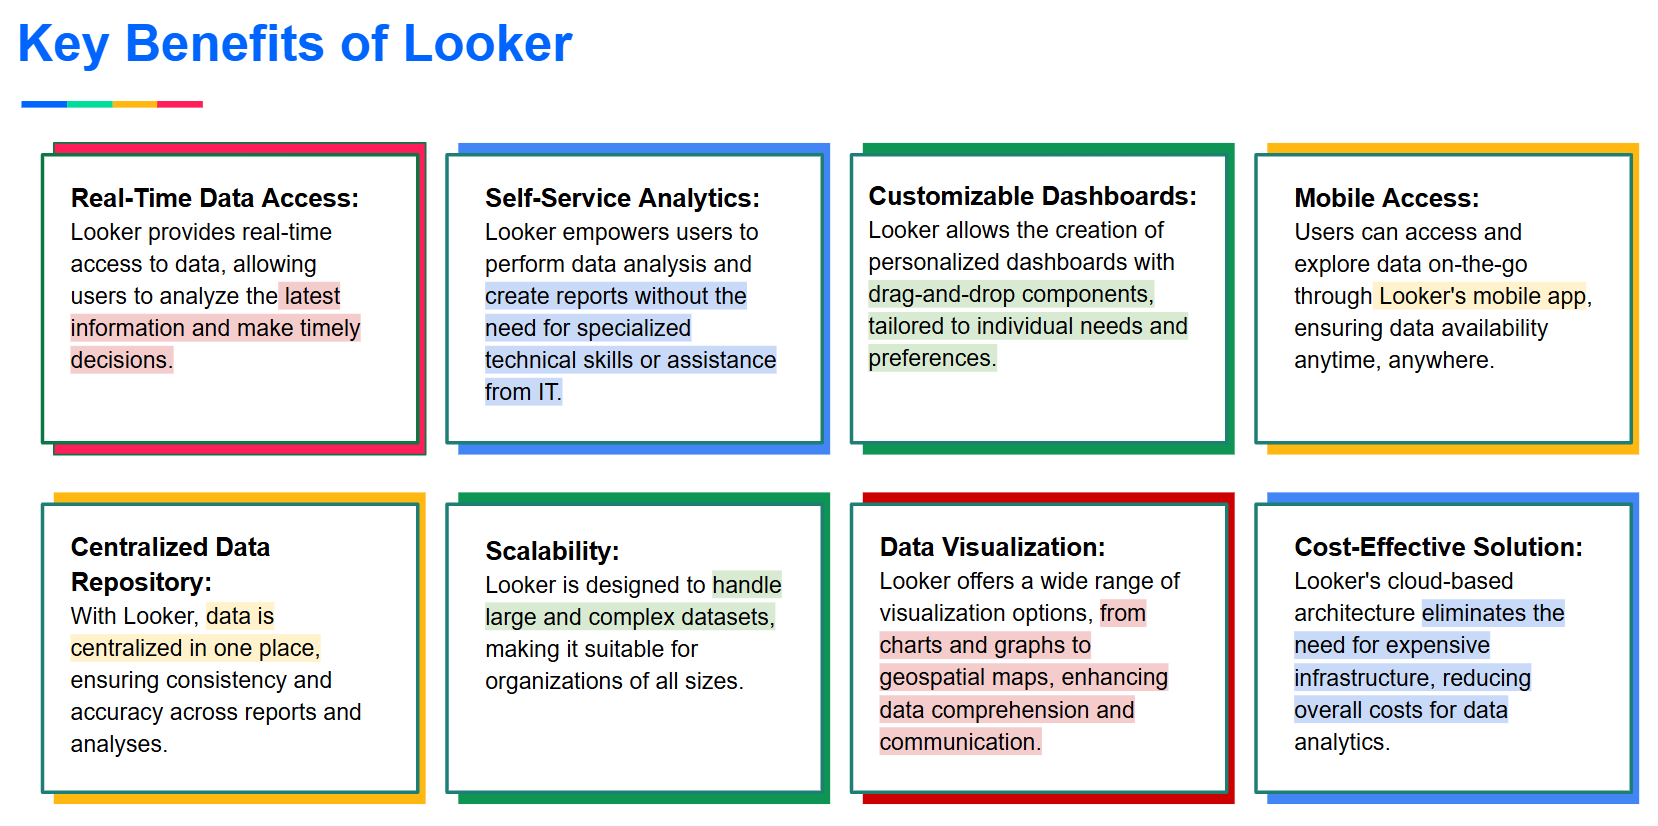 Key Benefits of Looker
Real-Time Data Access:
Looker provides real-time
access to data, allowing
users to analyze the latest
information and make timely
decisions.
Self-Service Analytics:
Looker empowers users to
perform data analysis and
create reports without the
need for specialized
technical skills or assistance
from IT.
Customizable Dashboards:
Looker allows the creation of
personalized dashboards with
drag-and-drop components,
tailored to individual needs and
preferences.
Mobile Access:
Users can access and
explore data on-the-go
through Looker's mobile app,
ensuring data availability
anytime, anywhere.
Centralized Data
Repository:
With Looker, data is
centralized in one place,
ensuring consistency and
accuracy across reports and
analyses.
Scalability:
Looker is designed to handle
large and complex datasets,
making it suitable for
organizations of all sizes.
Data Visualization:
Looker offers a wide range of
visualization options, from
charts and graphs to
geospatial maps, enhancing
data comprehension and
communication.
Cost-Effective Solution:
Looker's cloud-based
architecture eliminates the
need for expensive
infrastructure, reducing
overall costs for data
analytics.